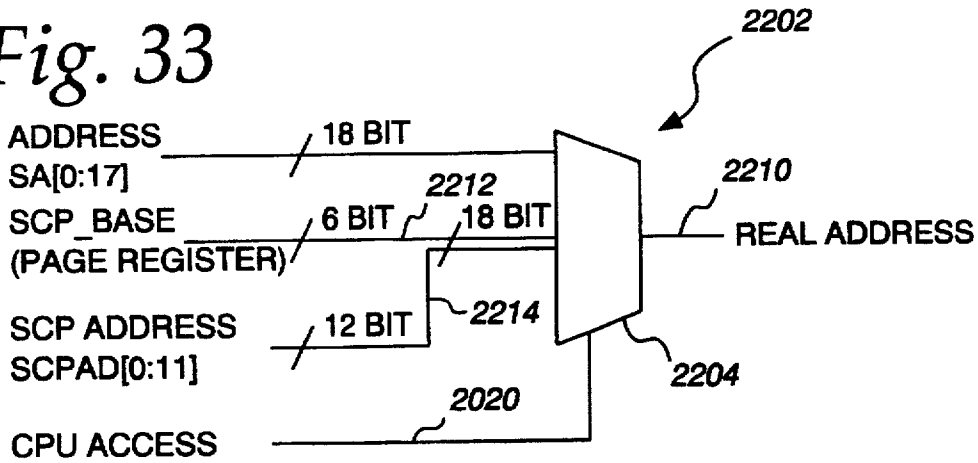 Fig. 33
2202
ADDRESS
SA[0:17]
18 BIT
2212
2210
SCP_BASE
(PAGE REGISTER)
6 BIT
18 BIT
REAL ADDRESS
SCP ADDRESS
SCPAD[0:11]
12 BIT
2214
2204
2020
CPU ACCESS